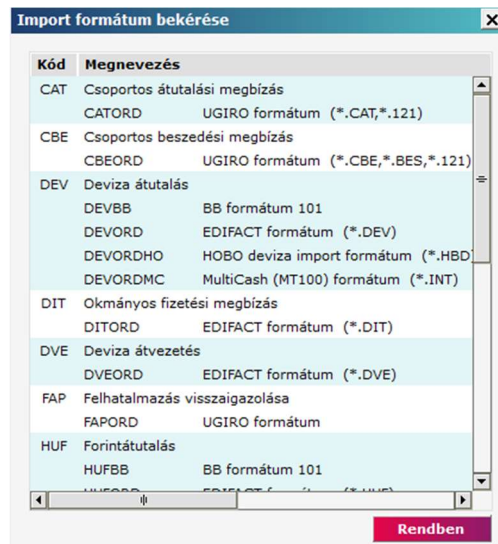 Import formátum bekérése
Kód Megnevezés
CAT Csoportos átutalási megbízás
CATORD UGIRO formátum (*.CAT,*.121)
CBE Csoportos beszedési megbízás
CBEORD UGIRO formátum (*.CBE,*.BES,*.121)
DEV Deviza átutalás
DEVBB BB formátum 101
DEVORD EDIFACT formátum (*.DEV)
DEVORDHO HOBO deviza import formátum (*.HBD)
DEVORDMC MultiCash (MT100) formátum (*.INT)
DIT Okmányos fizetési megbízás
DITORD EDIFACT formátum (*.DIT)
DVE Deviza átvezetés
DVEORD EDIFACT formátum (*.DVE)
FAP Felhatalmazás visszaigazolása
FAPORD UGIRO formátum
HUF Forintátutalás
HUFBB BB formátum 101
Rendben